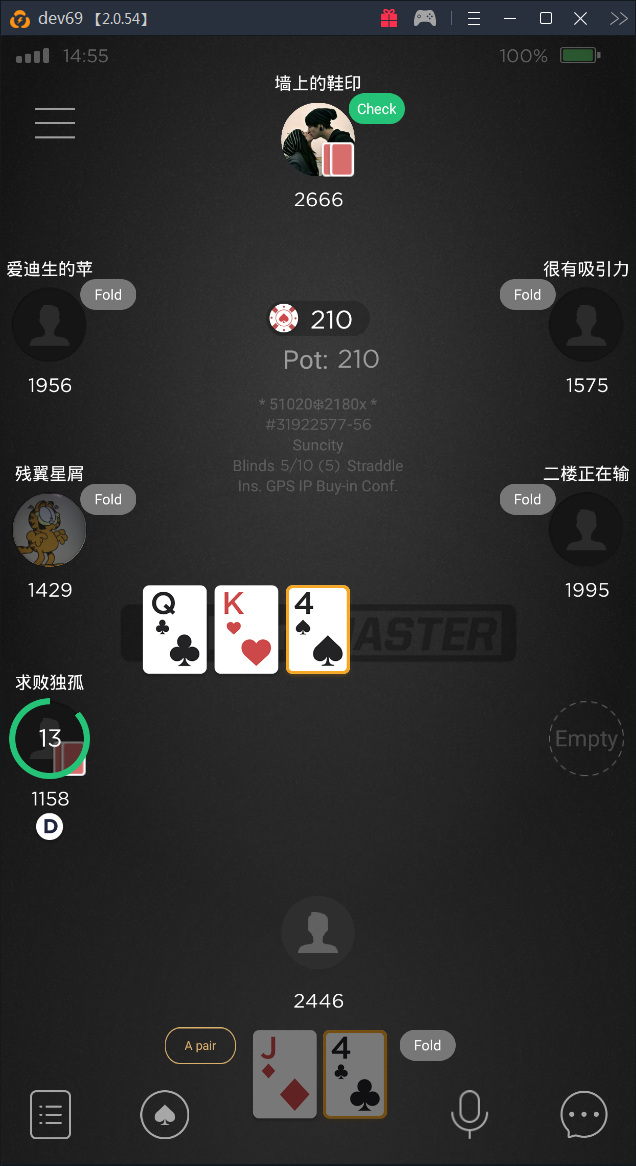 dev69 【2.0.54】
14:55
100%
墙上的鞋印
Check
2666
爱迪生的苹
Fold
1956
很有吸引力
Fold
1575
210
Pot: 210
* 51020❄2180x *
#31922577-56
Suncity
Blinds 5/10 (5) Straddle
Ins. GPS IP Buy-in Conf.
残翼星屑
Fold
1429
二楼正在输
Fold
1995
Q K 4
ASTER
求败独孤
13
1158
D
Empty
2446
A pair
J 4
Fold